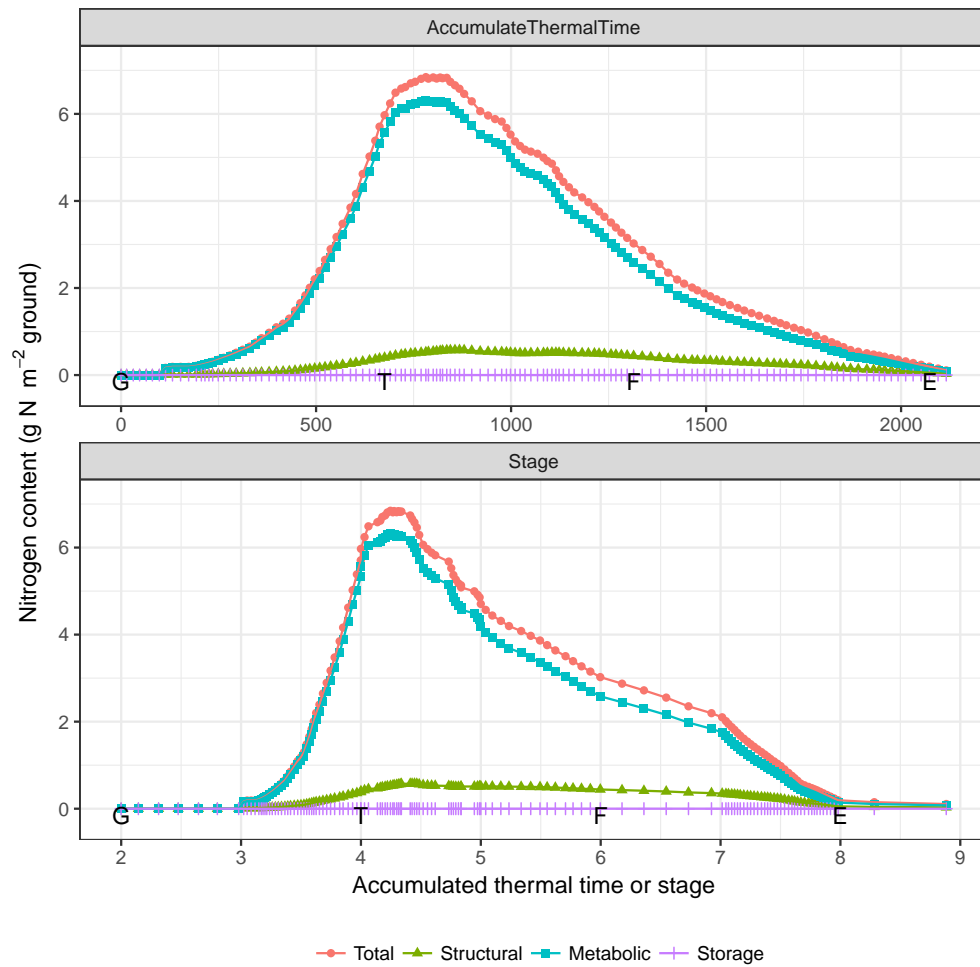 AccumulateThermalTime
6
4
2
0
G T F E
0 500 1000 1500 2000
Nitrogen content (g N m−2 ground)
Stage
6
4
2
0
G T F E
2 3 4 5 6 7 8 9
Accumulated thermal time or stage
Total Structural Metabolic Storage